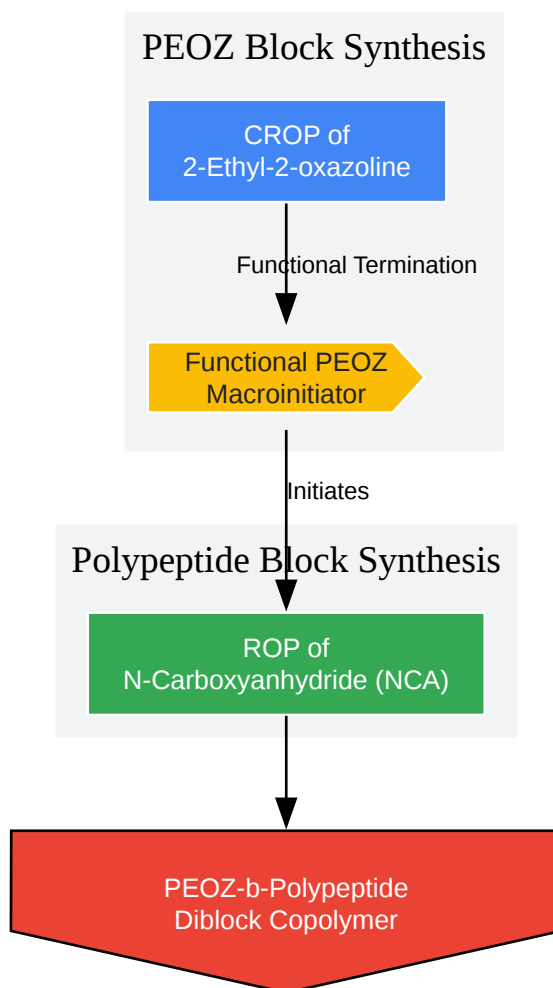 PEOZ Block Synthesis
CROP of
2-Ethyl-2-oxazoline
Functional Termination
Functional PEOZ
Macroinitiator
Initiates
Polypeptide Block Synthesis
ROP of
N-Carboxyanhydride (NCA)
PEOZ-b-Polypeptide
Diblock Copolymer